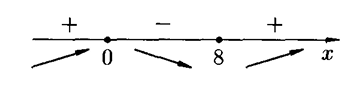 + − +
0 8 x